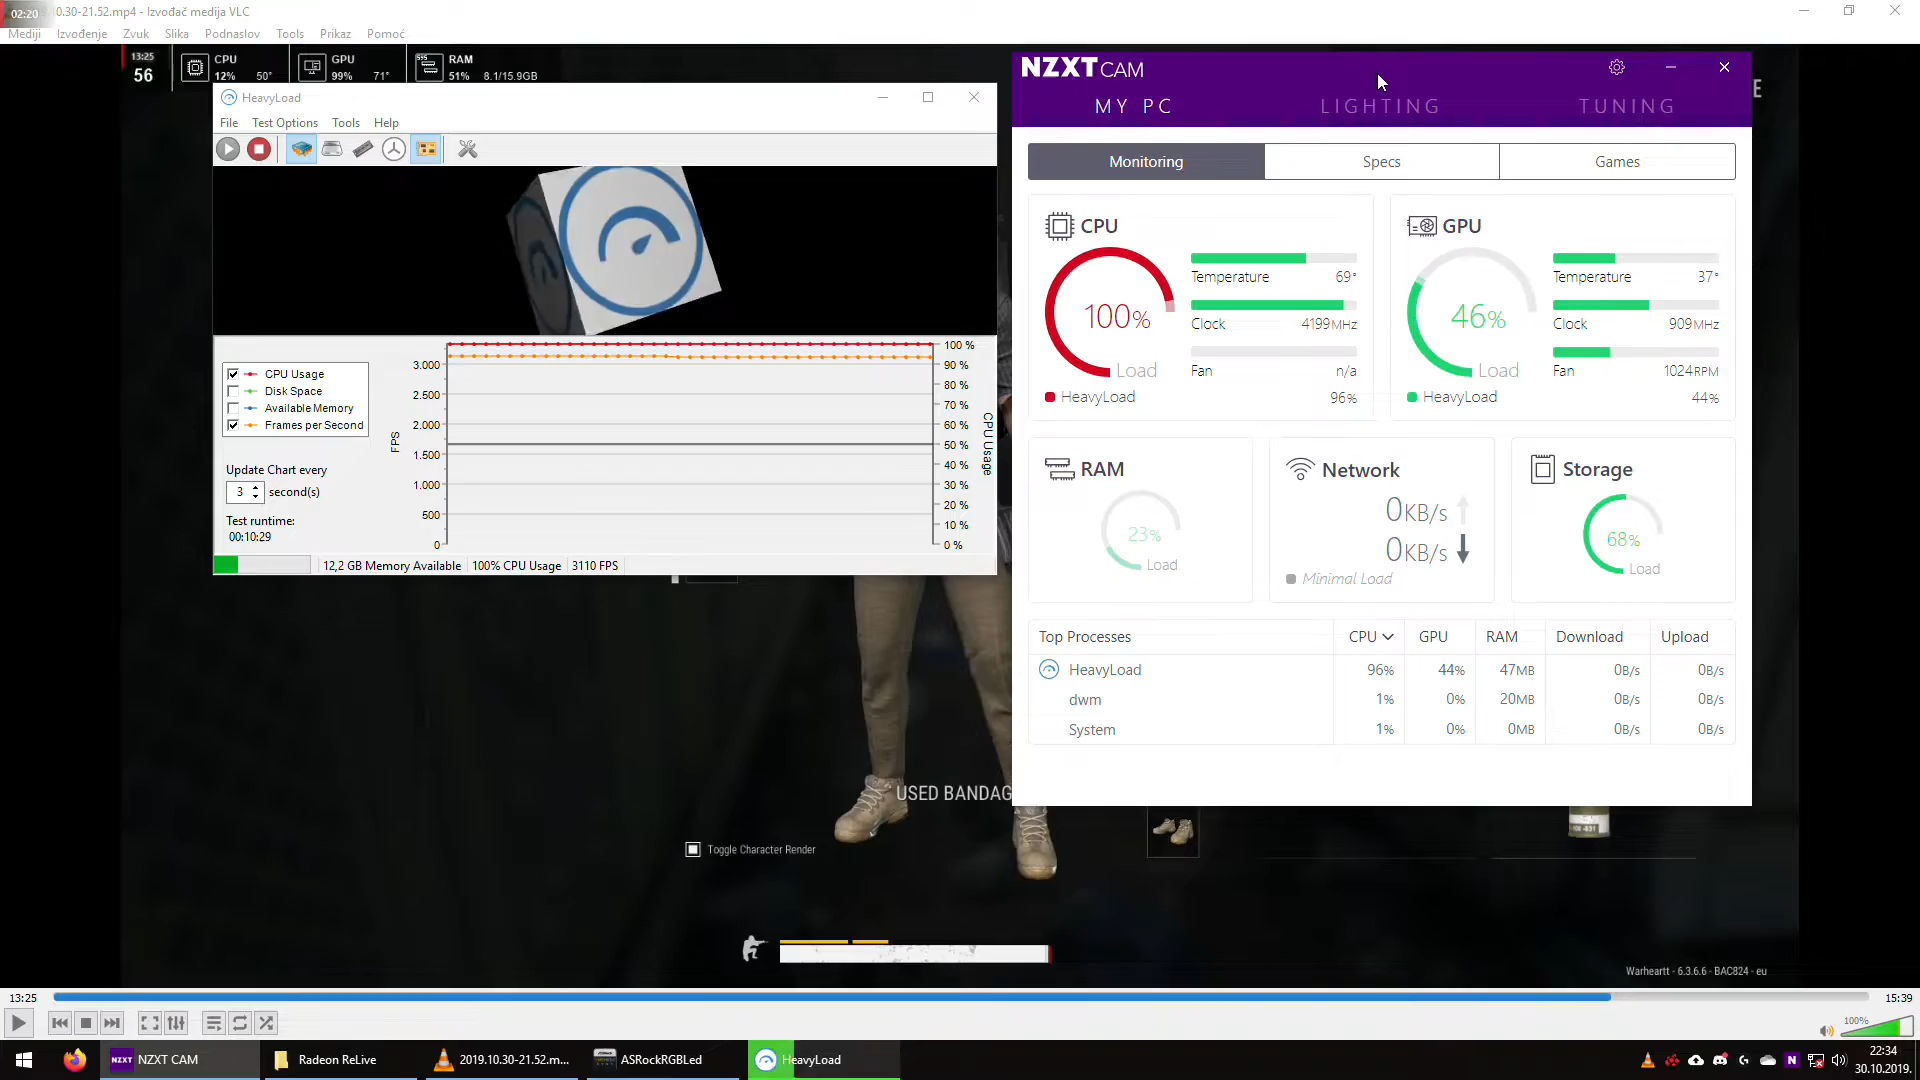 02:20
0.30-21.52.mp4 - Izvođač medija VLC
Mediji Izvođenje Zvuk Slika Podnaslov Tools Prikaz Pomoć
13:25
56
CPU
12% 50°
GPU
99% 71°
RAM
51% 8.1/15.9GB
HeavyLoad
File Test Options Tools Help
CPU Usage
Disk Space
Available Memory
Frames per Second
Update Chart every
3 second(s)
Test runtime:
00:10:29
FPS
3.000
2.500
2.000
1.500
1.000
500
0
100 %
90 %
80 %
70 %
60 %
50 %
40 %
30 %
20 %
10 %
0 %
CPU Usage
12,2 GB Memory Available 100% CPU Usage 3110 FPS
NZXT CAM
MY PC LIGHTING TUNING
Monitoring Specs Games
CPU
100%
Load
Temperature 69°
Clock 4199MHz
Fan n/a
HeavyLoad 96%
GPU
46%
Load
Temperature 37°
Clock 909MHz
Fan 1024RPM
HeavyLoad 44%
RAM
23%
Load
Network
0KB/s
0KB/s
Minimal Load
Storage
68%
Load
Top Processes CPU GPU RAM Download Upload
HeavyLoad 96% 44% 47MB 0B/s 0B/s
dwm 1% 0% 20MB 0B/s 0B/s
System 1% 0% 0MB 0B/s 0B/s
E
USED BANDAG
Toggle Character Render
Warheartt - 6.3.6.6 - BAC824 - eu
13:25 15:39
100%
NZXT NZXT CAM Radeon ReLive 2019.10.30-21.52.m... ASRockRGBLed HeavyLoad
22:34
30.10.2019.